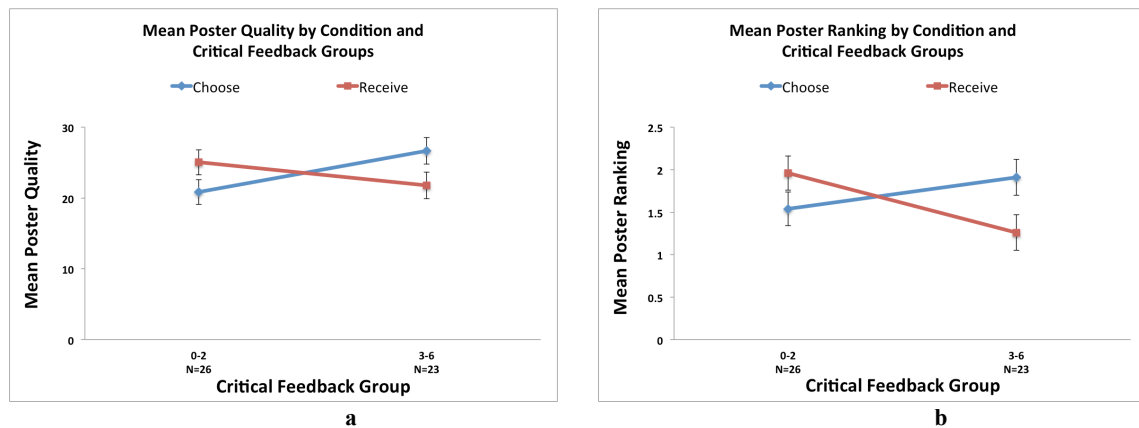 Mean Poster Quality by Condition and
Critical Feedback Groups
Choose
Receive
30
20
10
0
Mean Poster Quality
0-2
N=26
3-6
N=23
Critical Feedback Group
a
Mean Poster Ranking by Condition and
Critical Feedback Groups
Choose
Receive
2.5
2
1.5
1
0.5
0
Mean Poster Ranking
0-2
N=26
3-6
N=23
Critical Feedback Group
b